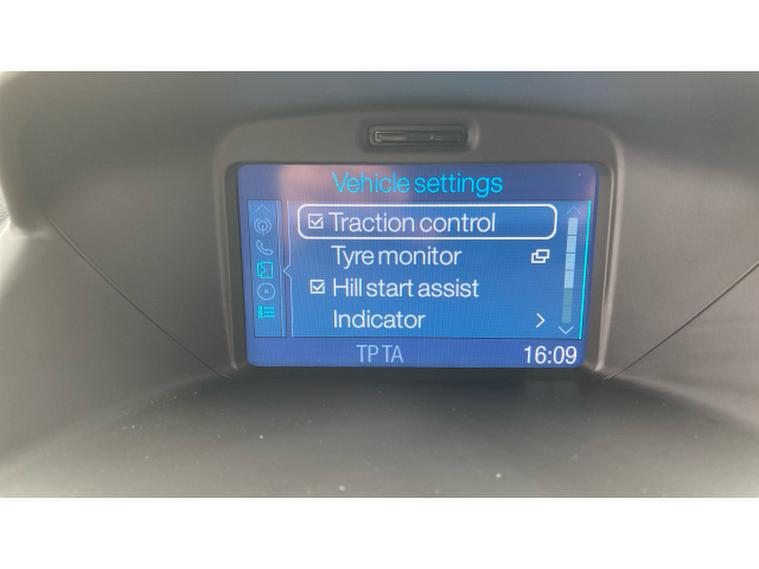 Vehicle settings
Traction control
Tyre monitor
Hill start assist
Indicator
TP TA 16:09